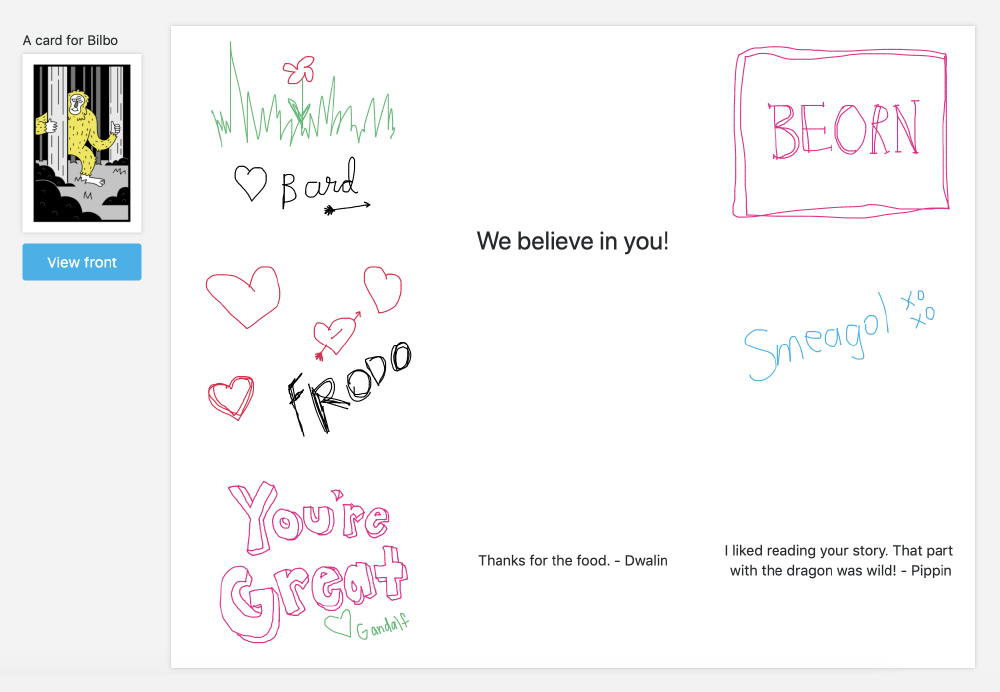 A card for Bilbo
View front
Bard
BEORN
We believe in you!
FRODO
Smeagol xo
xo
You're
Great
Gandalf
Thanks for the food. - Dwalin
I liked reading your story. That part
with the dragon was wild! - Pippin